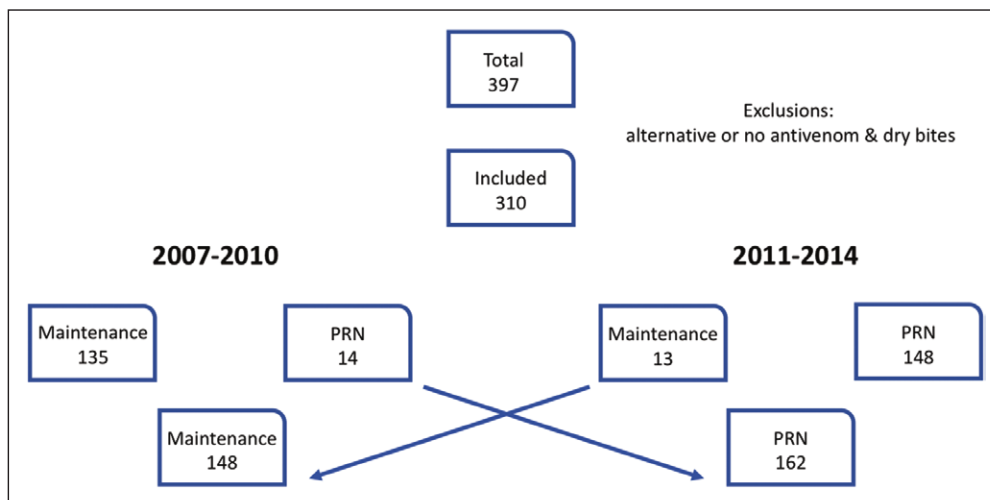 Total
397
Exclusions:
alternative or no antivenom & dry bites
Included
310
2007-2010
2011-2014
Maintenance
135
PRN
14
Maintenance
13
PRN
148
Maintenance
148
PRN
162